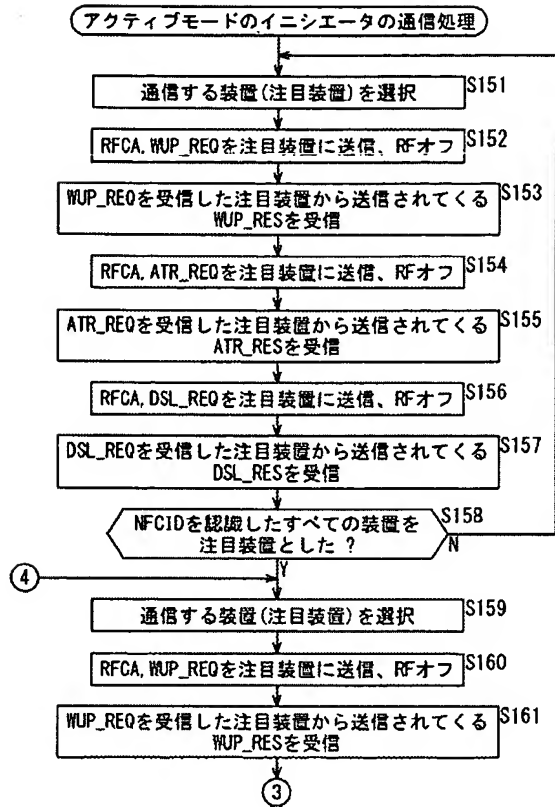 アクティブモードのイニシエータの通信処理
通信する装置(注目装置)を選択
S151
RFCA, WUP_REQを注目装置に送信、RFオフ
S152
WUP_REQを受信した注目装置から送信されてくる
WUP_RESを受信
S153
RFCA, ATR_REQを注目装置に送信、RFオフ
S154
ATR_REQを受信した注目装置から送信されてくる
ATR_RESを受信
S155
RFCA, DSL_REQを注目装置に送信、RFオフ
S156
DSL_REQを受信した注目装置から送信されてくる
DSL_RESを受信
S157
NFCIDを認識したすべての装置を
注目装置とした ?
S158
N
Y
④
通信する装置(注目装置)を選択
S159
RFCA, WUP_REQを注目装置に送信、RFオフ
S160
WUP_REQを受信した注目装置から送信されてくる
WUP_RESを受信
S161
③